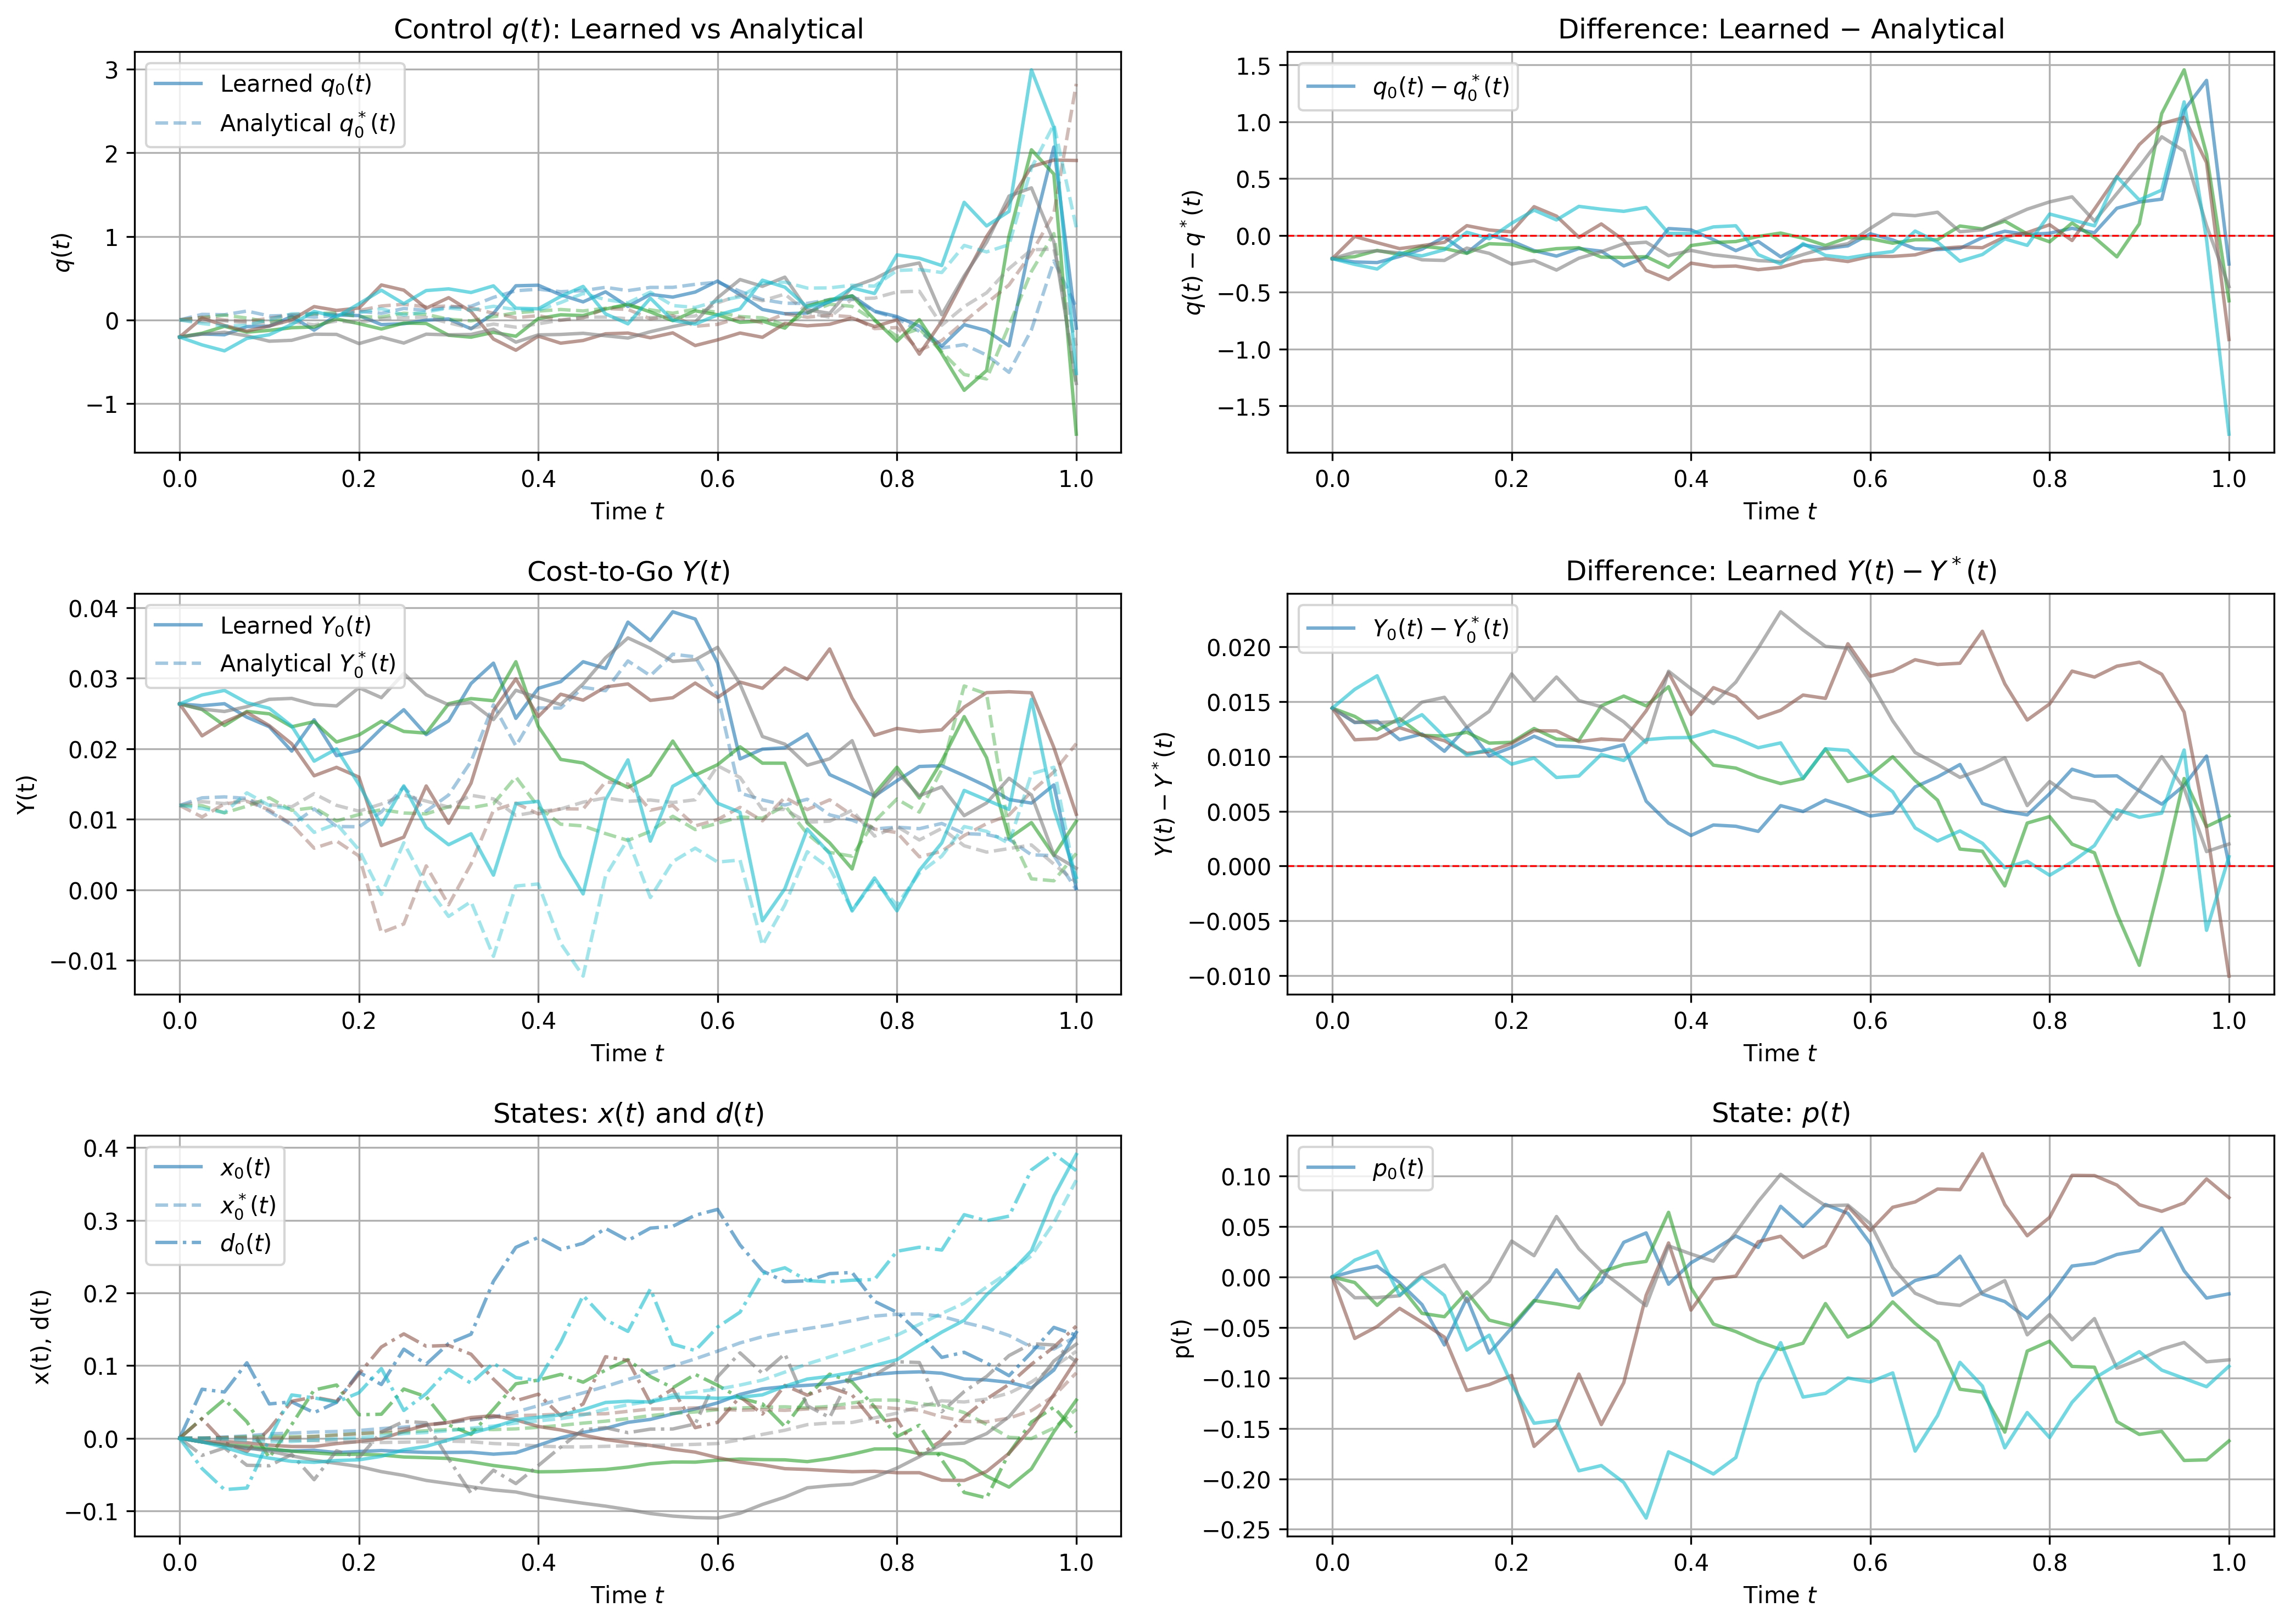 Control q(t): Learned vs Analytical
Learned q₀(t)
Analytical q₀*(t)
3
2
1
0
−1
q(t)
0.0 0.2 0.4 0.6 0.8 1.0
Time t
Difference: Learned − Analytical
q₀(t) − q₀*(t)
1.5
1.0
0.5
0.0
−0.5
−1.0
−1.5
q(t) − q*(t)
0.0 0.2 0.4 0.6 0.8 1.0
Time t
Cost-to-Go Y(t)
Learned Y₀(t)
Analytical Y₀*(t)
0.04
0.03
0.02
0.01
0.00
−0.01
Y(t)
0.0 0.2 0.4 0.6 0.8 1.0
Time t
Difference: Learned Y(t) − Y*(t)
Y₀(t) − Y₀*(t)
0.020
0.015
0.010
0.005
0.000
−0.005
−0.010
Y(t) − Y*(t)
0.0 0.2 0.4 0.6 0.8 1.0
Time t
States: x(t) and d(t)
x₀(t)
x₀*(t)
d₀(t)
0.4
0.3
0.2
0.1
0.0
−0.1
x(t), d(t)
0.0 0.2 0.4 0.6 0.8 1.0
Time t
State: p(t)
p₀(t)
0.10
0.05
0.00
−0.05
−0.10
−0.15
−0.20
−0.25
p(t)
0.0 0.2 0.4 0.6 0.8 1.0
Time t